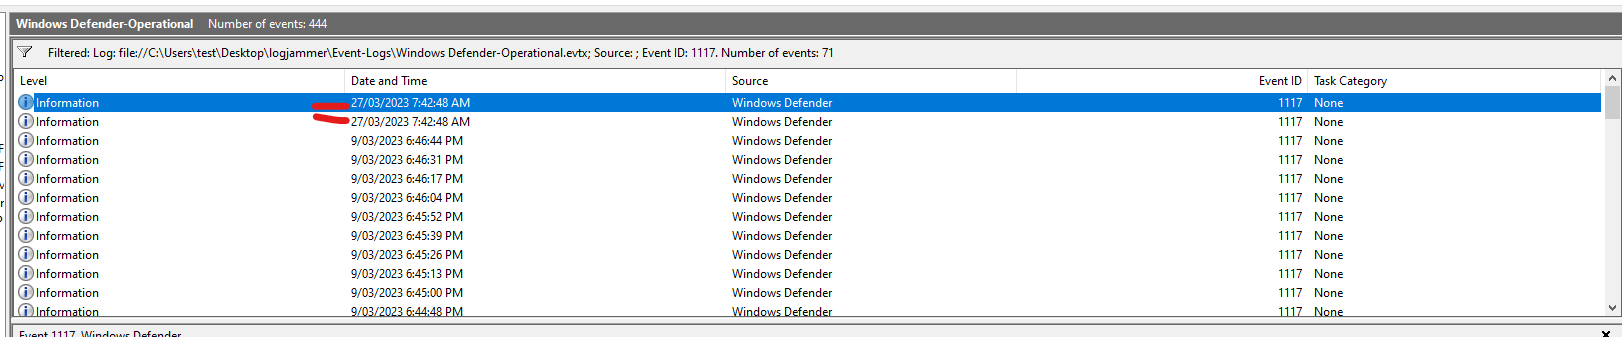 Windows Defender-Operational Number of events: 444
Filtered: Log: file://C:\Users\test\Desktop\logjammer\Event-Logs\Windows Defender-Operational.evtx; Source: ; Event ID: 1117. Number of events: 71
Level Date and Time Source Event ID Task Category
Information 27/03/2023 7:42:48 AM Windows Defender 1117 None
Information 27/03/2023 7:42:48 AM Windows Defender 1117 None
Information 9/03/2023 6:46:44 PM Windows Defender 1117 None
Information 9/03/2023 6:46:31 PM Windows Defender 1117 None
Information 9/03/2023 6:46:17 PM Windows Defender 1117 None
Information 9/03/2023 6:46:04 PM Windows Defender 1117 None
Information 9/03/2023 6:45:52 PM Windows Defender 1117 None
Information 9/03/2023 6:45:39 PM Windows Defender 1117 None
Information 9/03/2023 6:45:26 PM Windows Defender 1117 None
Information 9/03/2023 6:45:13 PM Windows Defender 1117 None
Information 9/03/2023 6:45:00 PM Windows Defender 1117 None
Information 9/03/2023 6:44:48 PM Windows Defender 1117 None
Event 1117, Windows Defender